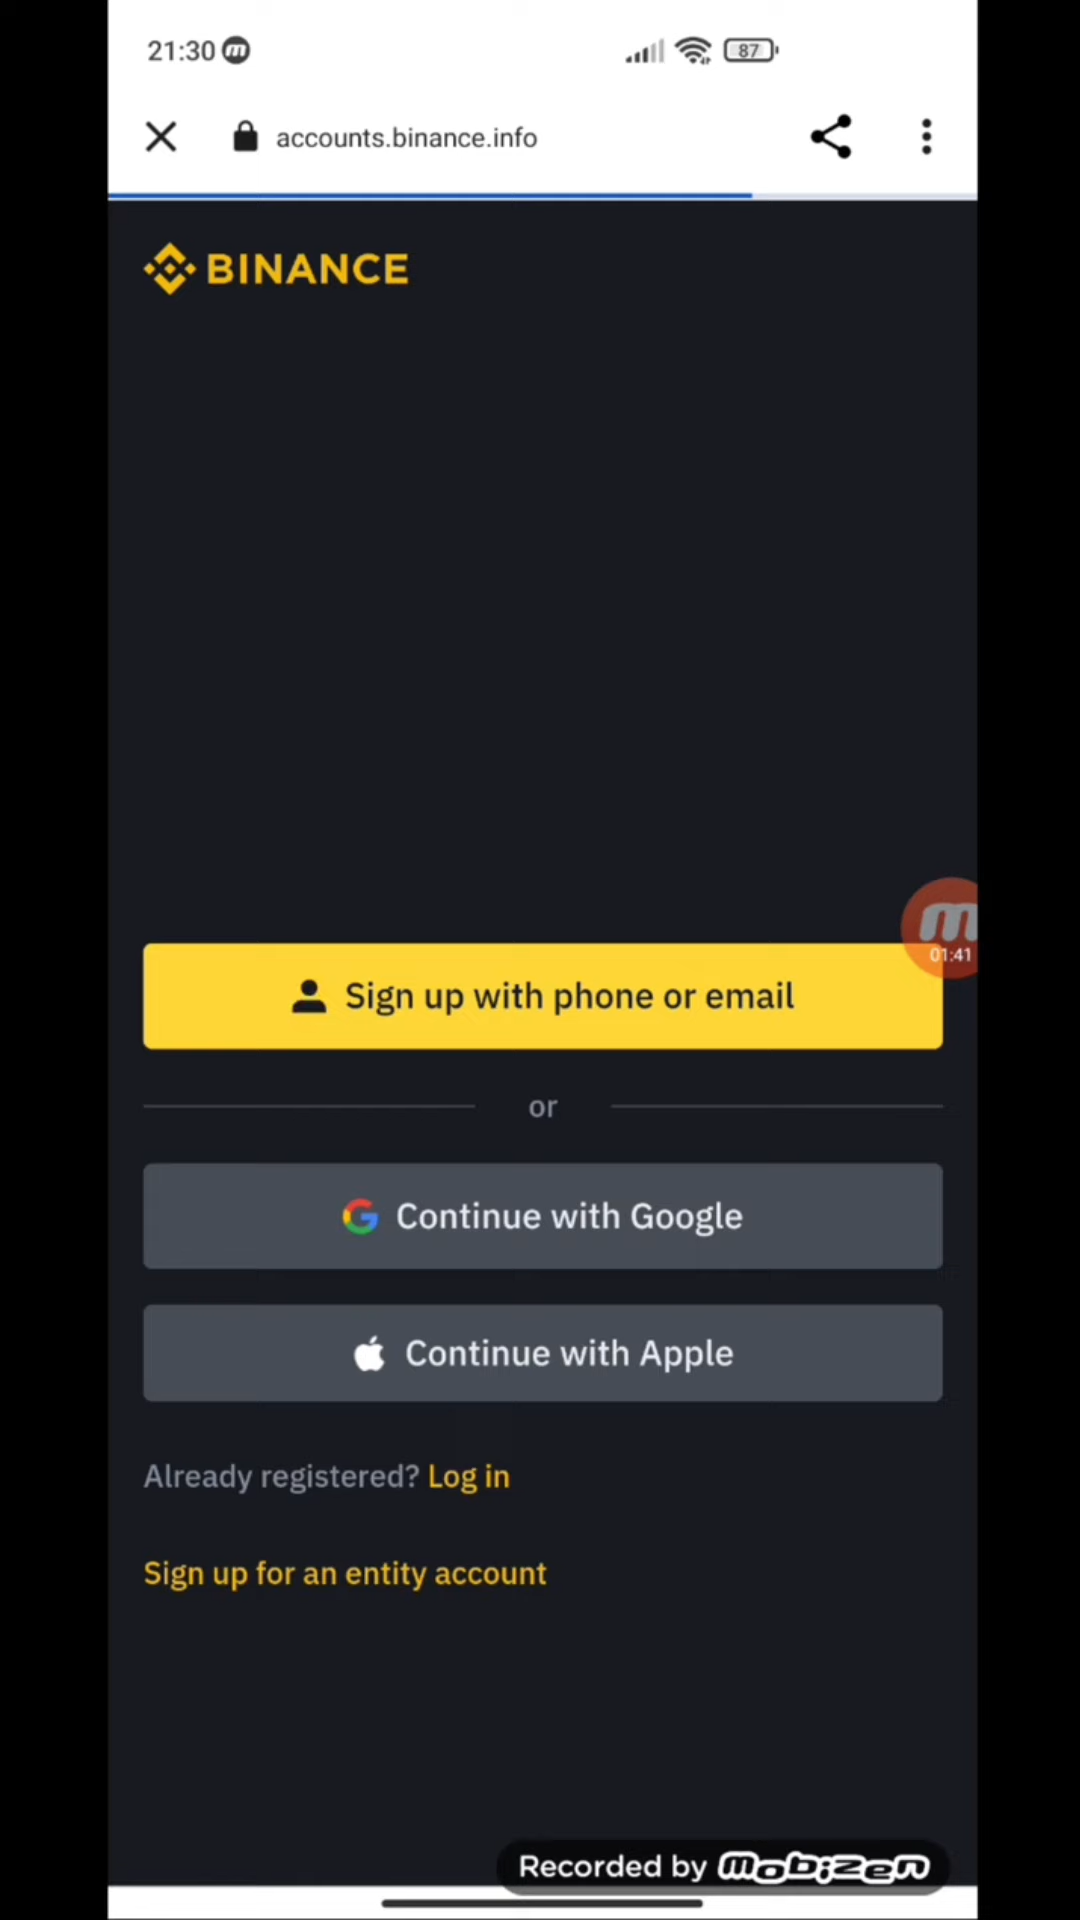 21:30 87
accounts.binance.info
BINANCE
01:41
Sign up with phone or email
or
Continue with Google
Continue with Apple
Already registered? Log in
Sign up for an entity account
Recorded by mobizen